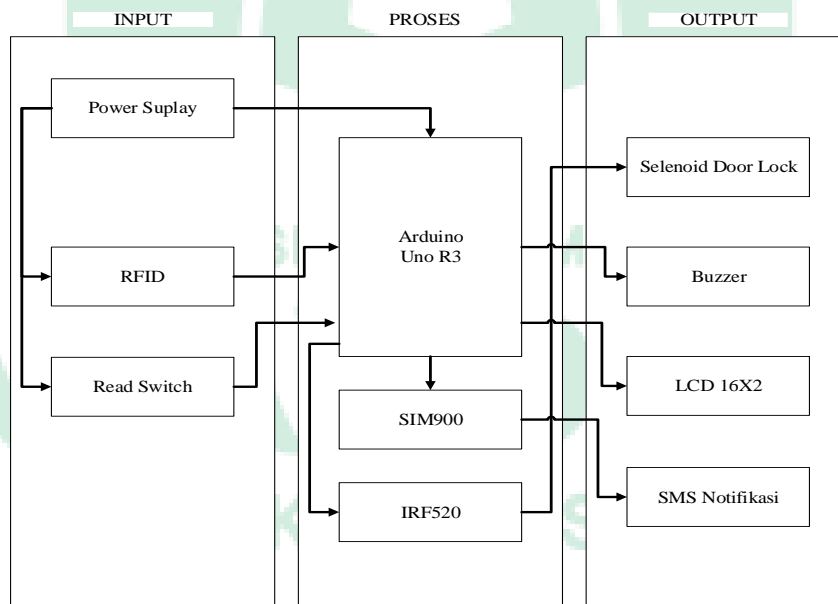 INPUT
PROSES
OUTPUT
Power Suplay
RFID
Read Switch
Arduino
Uno R3
SIM900
IRF520
Selenoid Door Lock
Buzzer
LCD 16X2
SMS Notifikasi